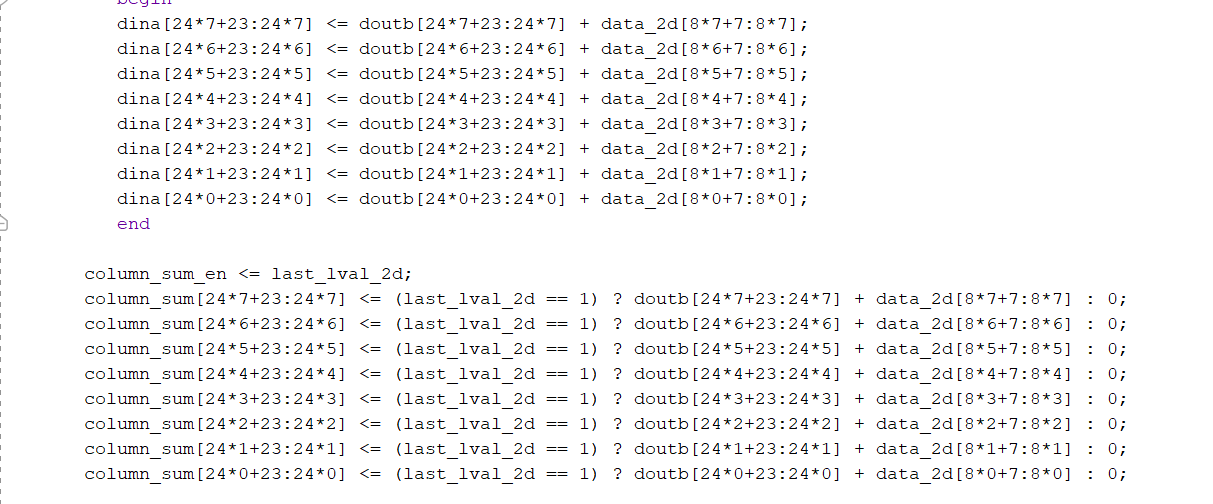 begin
dina[24*7+23:24*7] <= doutb[24*7+23:24*7] + data_2d[8*7+7:8*7];
dina[24*6+23:24*6] <= doutb[24*6+23:24*6] + data_2d[8*6+7:8*6];
dina[24*5+23:24*5] <= doutb[24*5+23:24*5] + data_2d[8*5+7:8*5];
dina[24*4+23:24*4] <= doutb[24*4+23:24*4] + data_2d[8*4+7:8*4];
dina[24*3+23:24*3] <= doutb[24*3+23:24*3] + data_2d[8*3+7:8*3];
dina[24*2+23:24*2] <= doutb[24*2+23:24*2] + data_2d[8*2+7:8*2];
dina[24*1+23:24*1] <= doutb[24*1+23:24*1] + data_2d[8*1+7:8*1];
dina[24*0+23:24*0] <= doutb[24*0+23:24*0] + data_2d[8*0+7:8*0];
end
column_sum_en <= last_lval_2d;
column_sum[24*7+23:24*7] <= (last_lval_2d == 1) ? doutb[24*7+23:24*7] + data_2d[8*7+7:8*7] : 0;
column_sum[24*6+23:24*6] <= (last_lval_2d == 1) ? doutb[24*6+23:24*6] + data_2d[8*6+7:8*6] : 0;
column_sum[24*5+23:24*5] <= (last_lval_2d == 1) ? doutb[24*5+23:24*5] + data_2d[8*5+7:8*5] : 0;
column_sum[24*4+23:24*4] <= (last_lval_2d == 1) ? doutb[24*4+23:24*4] + data_2d[8*4+7:8*4] : 0;
column_sum[24*3+23:24*3] <= (last_lval_2d == 1) ? doutb[24*3+23:24*3] + data_2d[8*3+7:8*3] : 0;
column_sum[24*2+23:24*2] <= (last_lval_2d == 1) ? doutb[24*2+23:24*2] + data_2d[8*2+7:8*2] : 0;
column_sum[24*1+23:24*1] <= (last_lval_2d == 1) ? doutb[24*1+23:24*1] + data_2d[8*1+7:8*1] : 0;
column_sum[24*0+23:24*0] <= (last_lval_2d == 1) ? doutb[24*0+23:24*0] + data_2d[8*0+7:8*0] : 0;